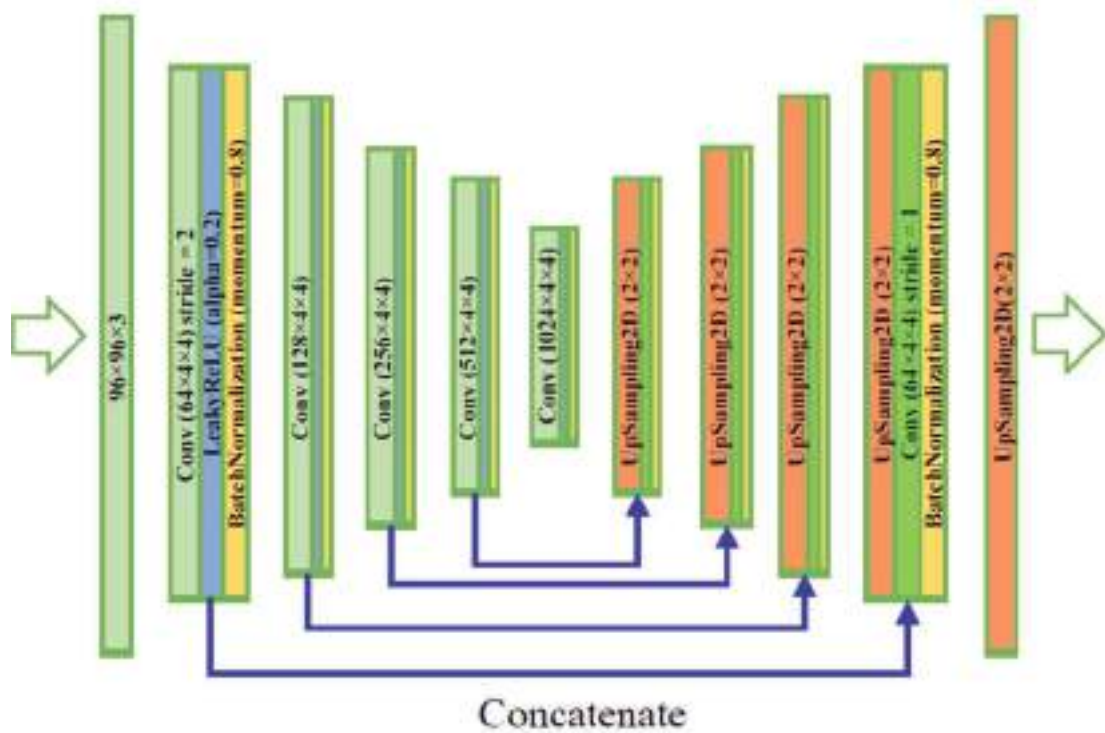 96×96×3
Conv (64×4×4) stride = 2
LeakyReLU (alpha=0.2)
BatchNormalization (momentum=0.8)
Conv (128×4×4)
Conv (256×4×4)
Conv (512×4×4)
Conv (1024×4×4)
UpSampling2D (2×2)
UpSampling2D (2×2)
UpSampling2D (2×2)
UpSampling2D (2×2)
Conv (64×4×4) stride = 1
BatchNormalization (momentum=0.8)
UpSampling2D(2×2)
Concatenate